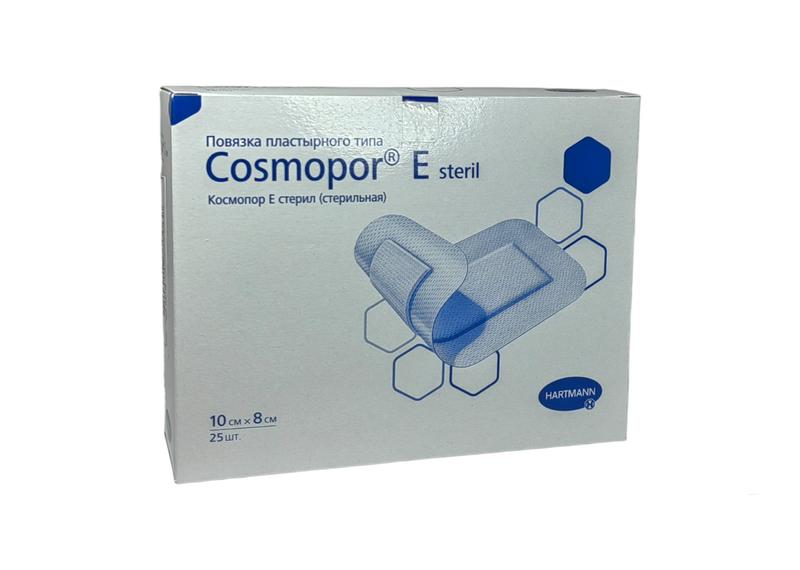 Повязка пластырного типа
Cosmopor® E steril
Космопор Е стерил (стерильная)
10 см × 8 см
25 шт.
HARTMANN